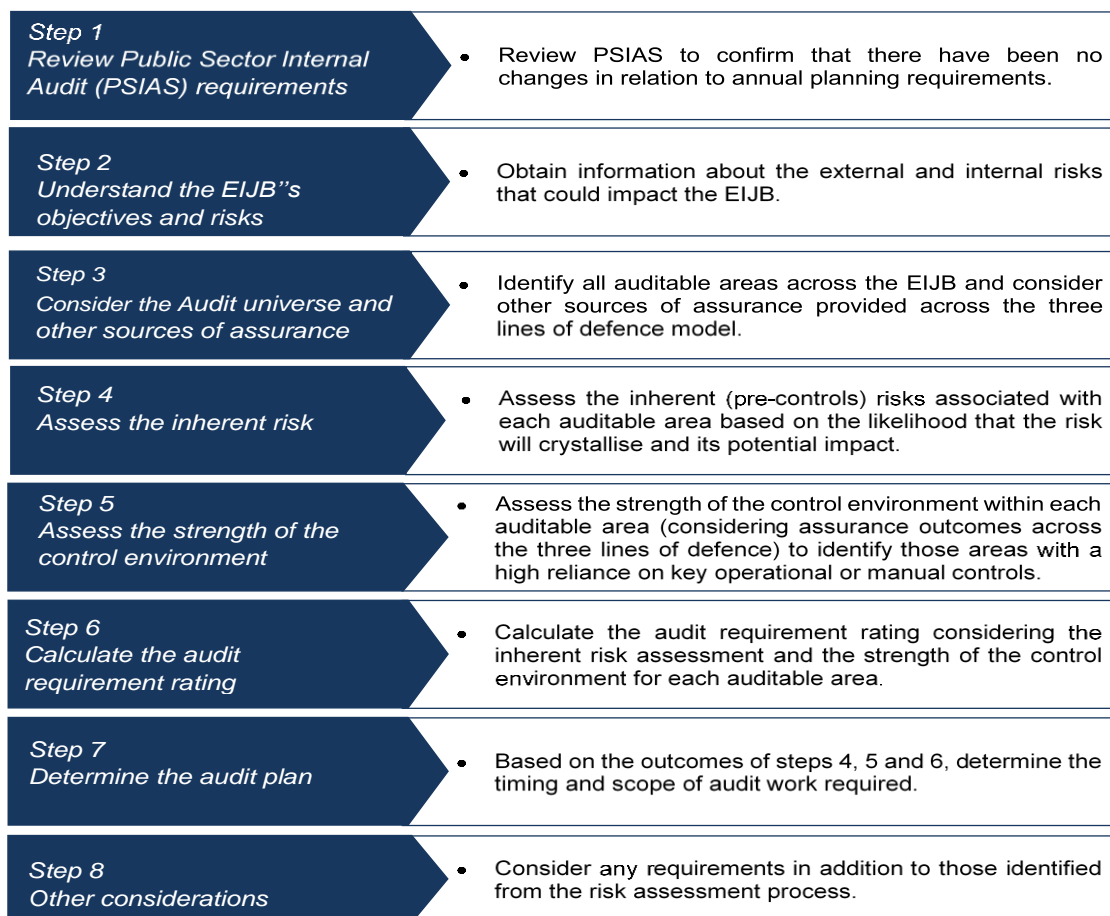 Step 1
Review Public Sector Internal
Audit (PSIAS) requirements
• Review PSIAS to confirm that there have been no
changes in relation to annual planning requirements.
Step 2
Understand the EIJB''s
objectives and risks
• Obtain information about the external and internal risks
that could impact the EIJB.
Step 3
Consider the Audit universe and
other sources of assurance
• Identify all auditable areas across the EIJB and consider
other sources of assurance provided across the three
lines of defence model.
Step 4
Assess the inherent risk
• Assess the inherent (pre-controls) risks associated with
each auditable area based on the likelihood that the risk
will crystallise and its potential impact.
Step 5
Assess the strength of the
control environment
• Assess the strength of the control environment within each
auditable area (considering assurance outcomes across
the three lines of defence) to identify those areas with a
high reliance on key operational or manual controls.
Step 6
Calculate the audit
requirement rating
• Calculate the audit requirement rating considering the
inherent risk assessment and the strength of the control
environment for each auditable area.
Step 7
Determine the audit plan
• Based on the outcomes of steps 4, 5 and 6, determine the
timing and scope of audit work required.
Step 8
Other considerations
• Consider any requirements in addition to those identified
from the risk assessment process.